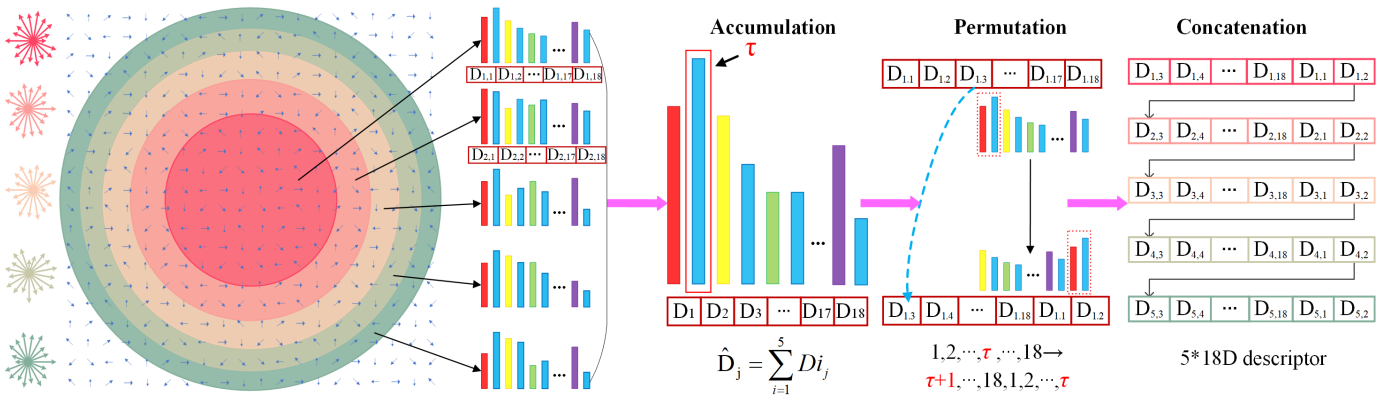 D1,1 D1,2 ··· D1,17 D1,18
D2,1 D2,2 ··· D2,17 D2,18
...
...
...
...
...
Accumulation
τ
...
D1 D2 D3 ··· D17 D18
D̂j = ∑5i=1 Dij
Permutation
D1.1 D1.2 D1.3 ··· D1.17 D1.18
...
...
D1.3 D1.4 ··· D1.18 D1.1 D1.2
1,2,···,τ ,···,18→
τ+1,···,18,1,2,···,τ
Concatenation
D1,3 D1,4 ··· D1,18 D1,1 D1,2
D2,3 D2,4 ··· D2,18 D2,1 D2,2
D3,3 D3,4 ··· D3,18 D3,1 D3,2
D4,3 D4,4 ··· D4,18 D4,1 D4,2
D5,3 D5,4 ··· D5,18 D5,1 D5,2
5*18D descriptor